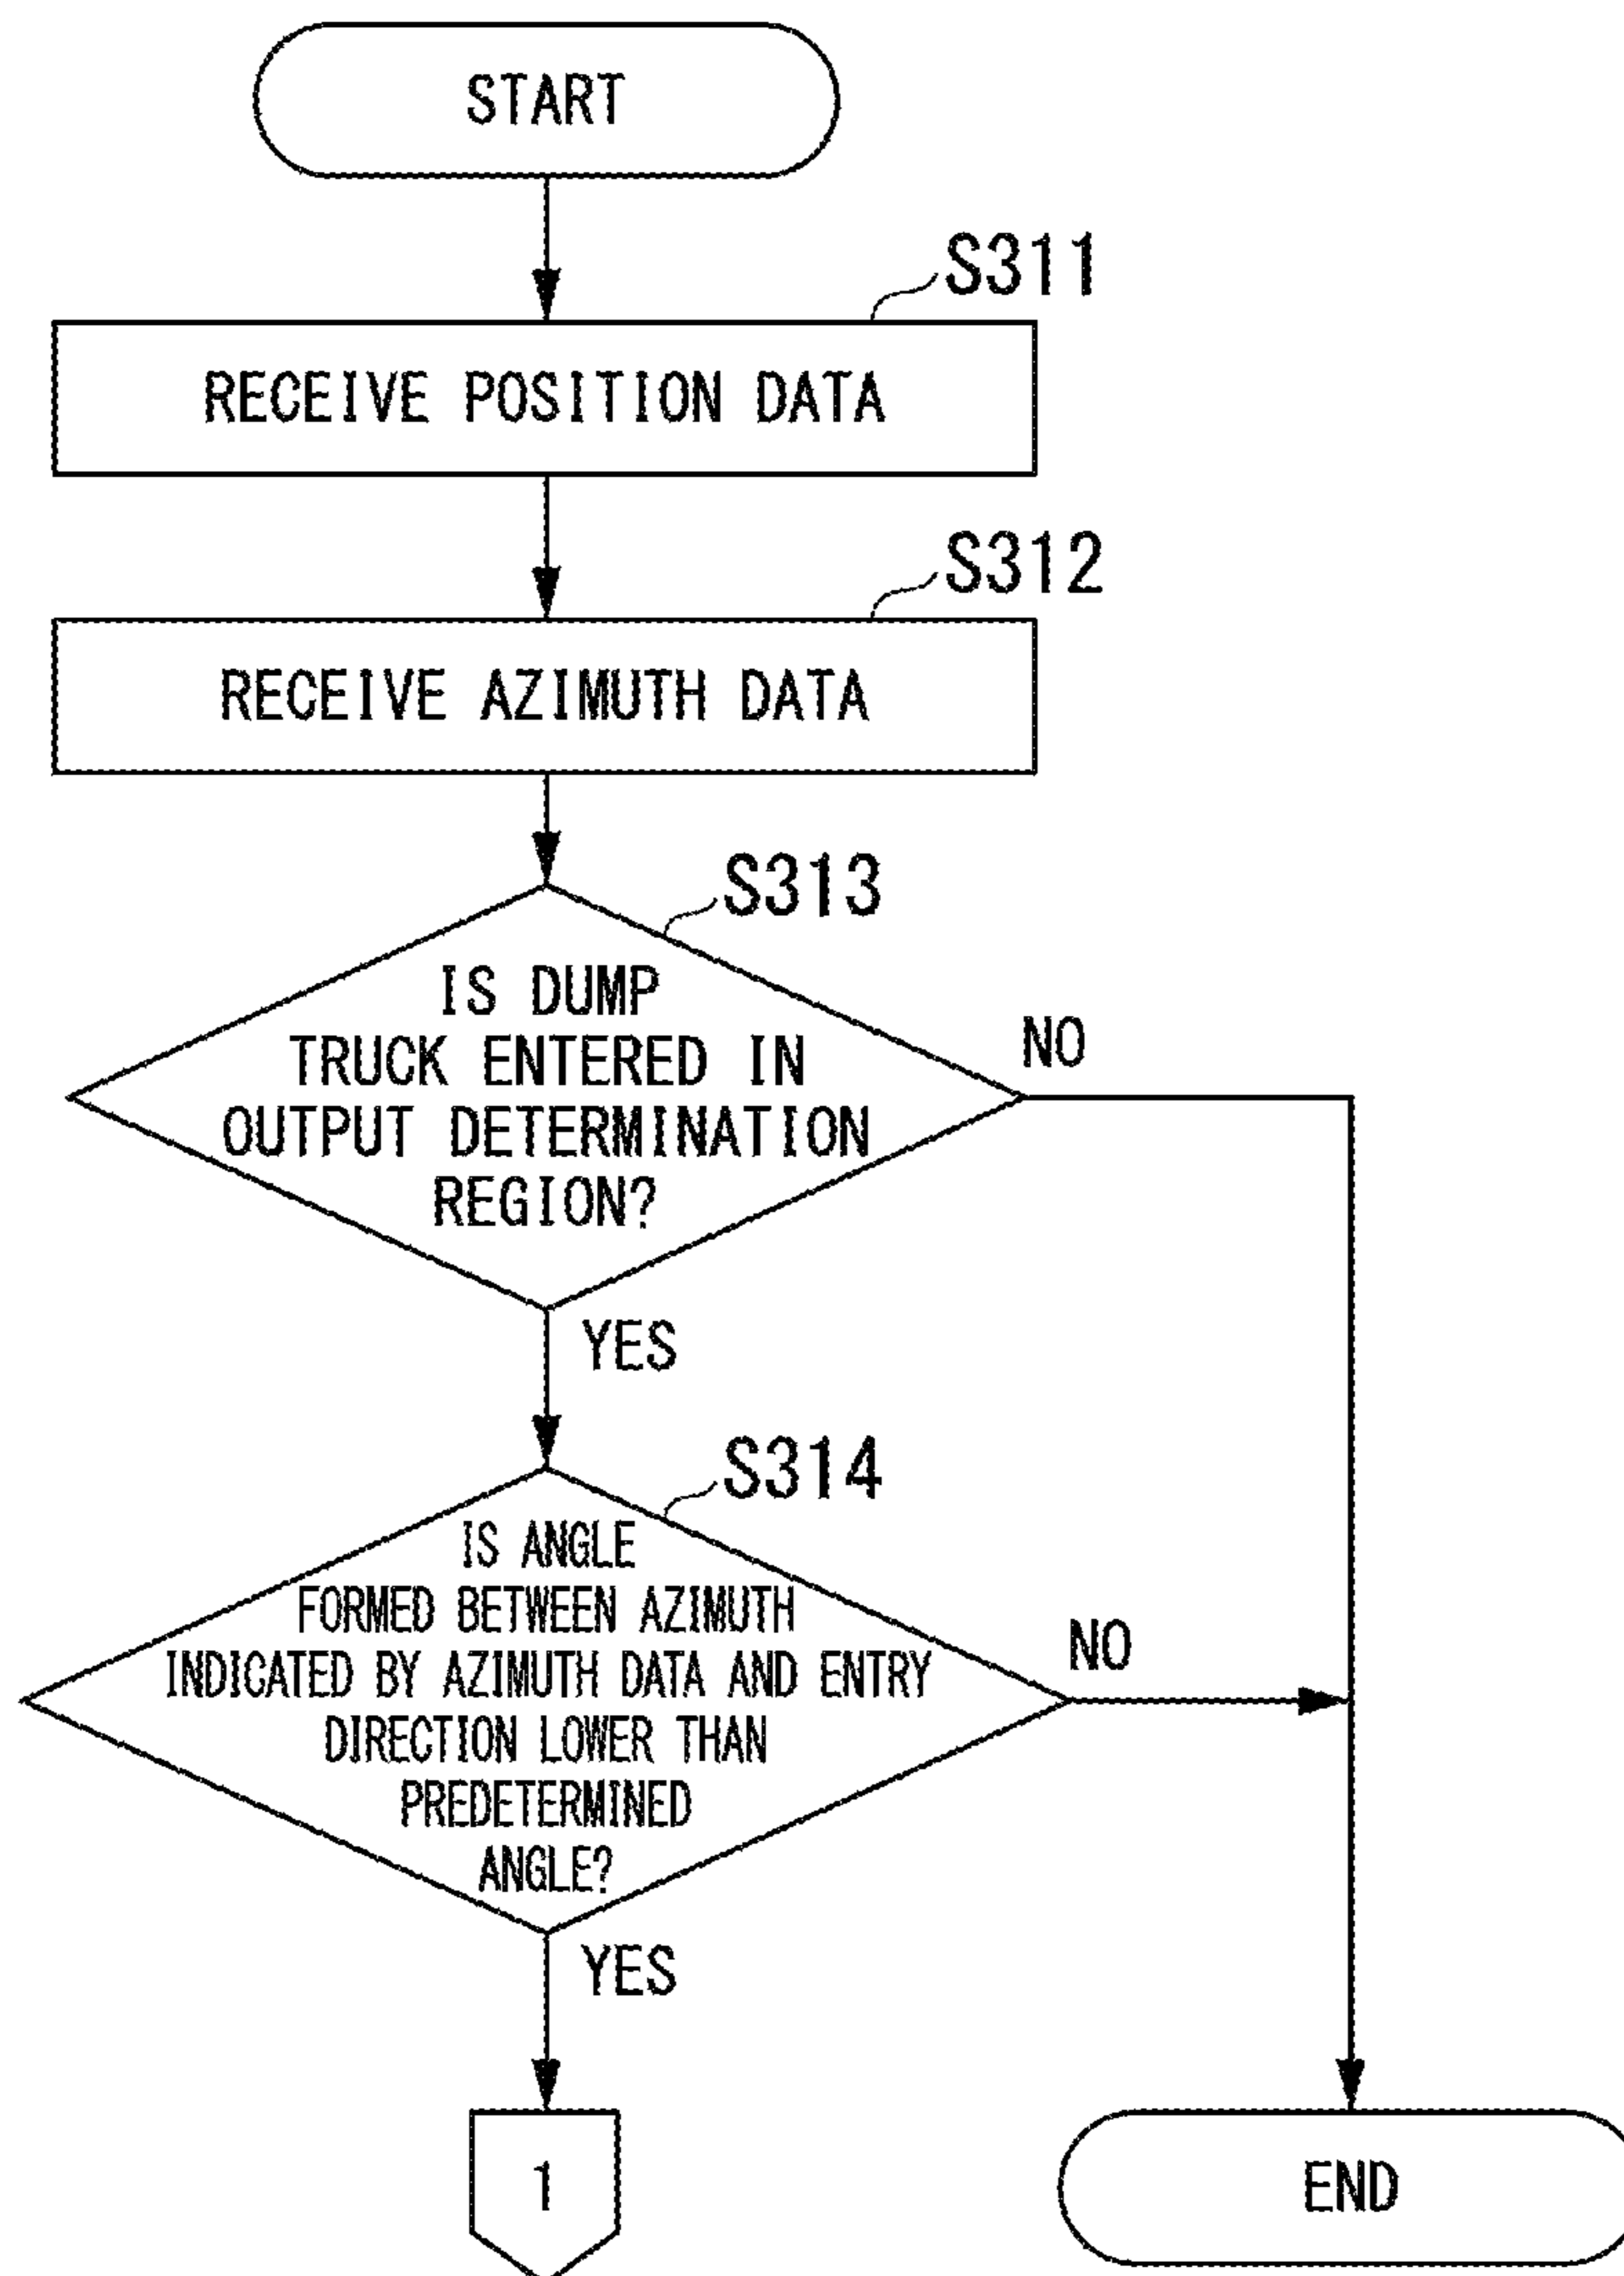 START
S311
RECEIVE POSITION DATA
S312
RECEIVE AZIMUTH DATA
S313
IS DUMP
TRUCK ENTERED IN
OUTPUT DETERMINATION
REGION?
NO
YES
S314
IS ANGLE
FORMED BETWEEN AZIMUTH
INDICATED BY AZIMUTH DATA AND ENTRY
DIRECTION LOWER THAN
PREDETERMINED
ANGLE?
NO
YES
1
END